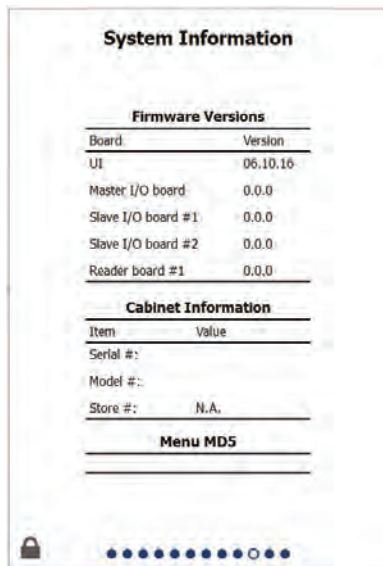 System Information
Firmware Versions
Board Version
UI 06.10.16
Master I/O board 0.0.0
Slave I/O board #1 0.0.0
Slave I/O board #2 0.0.0
Reader board #1 0.0.0
Cabinet Information
Item Value
Serial #:
Model #:
Store #: N.A.
Menu MD5